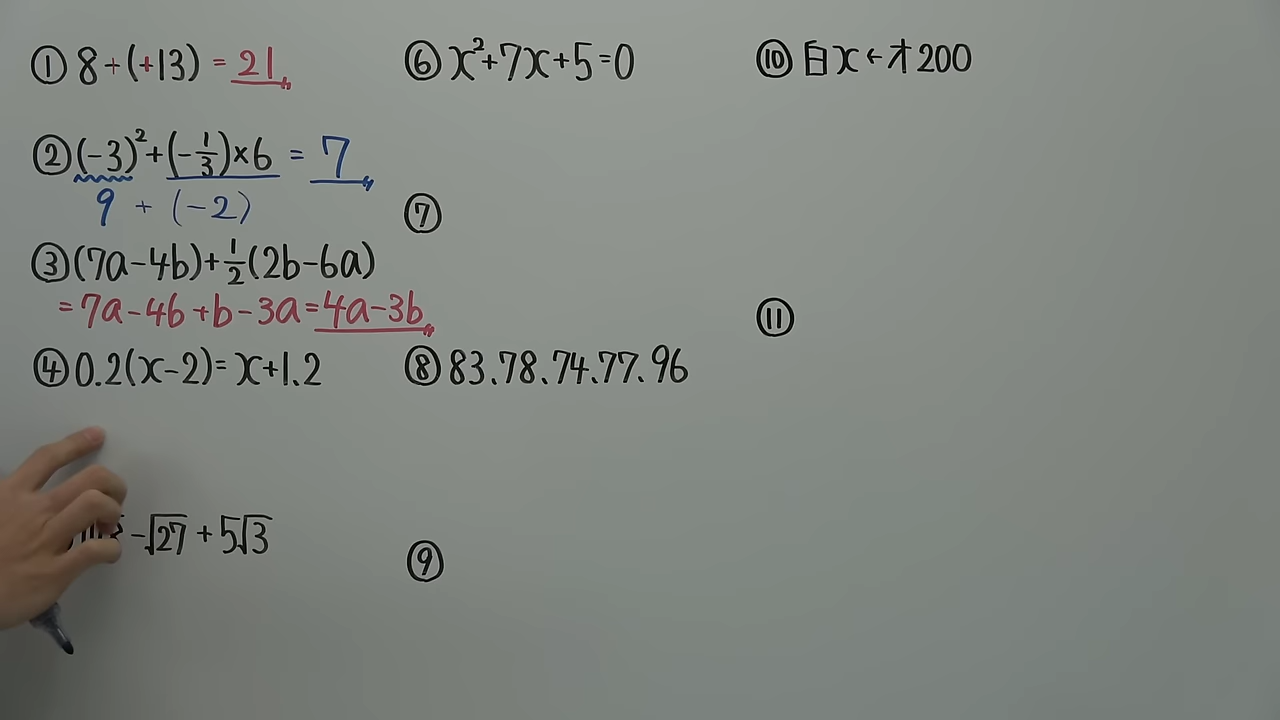 ① 8+(+13) = 21
② (-3)²+(-1/3)×6 = 7
9 + (-2)
③ (7a-4b)+1/2(2b-6a)
= 7a-4b+b-3a=4a-3b
④ 0.2(x-2)=x+1.2
-√27 + 5√3
⑥ x²+7x+5=0
⑦
⑧ 83.78.74.77.96
⑨
⑩ 白x←オ200
⑪